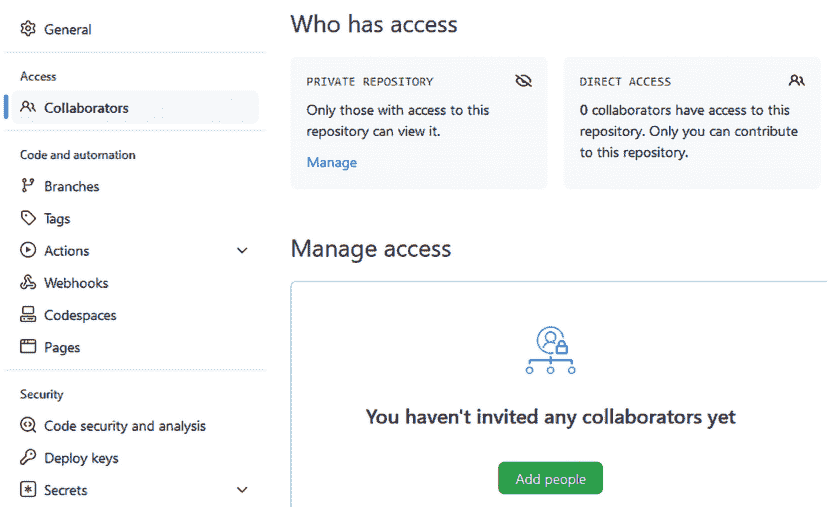 General
Access
Collaborators
Code and automation
Branches
Tags
Actions
Webhooks
Codespaces
Pages
Security
Code security and analysis
Deploy keys
Secrets
Who has access
PRIVATE REPOSITORY
Only those with access to this
repository can view it.
Manage
DIRECT ACCESS
0 collaborators have access to this
repository. Only you can contribute
to this repository.
Manage access
You haven't invited any collaborators yet
Add people